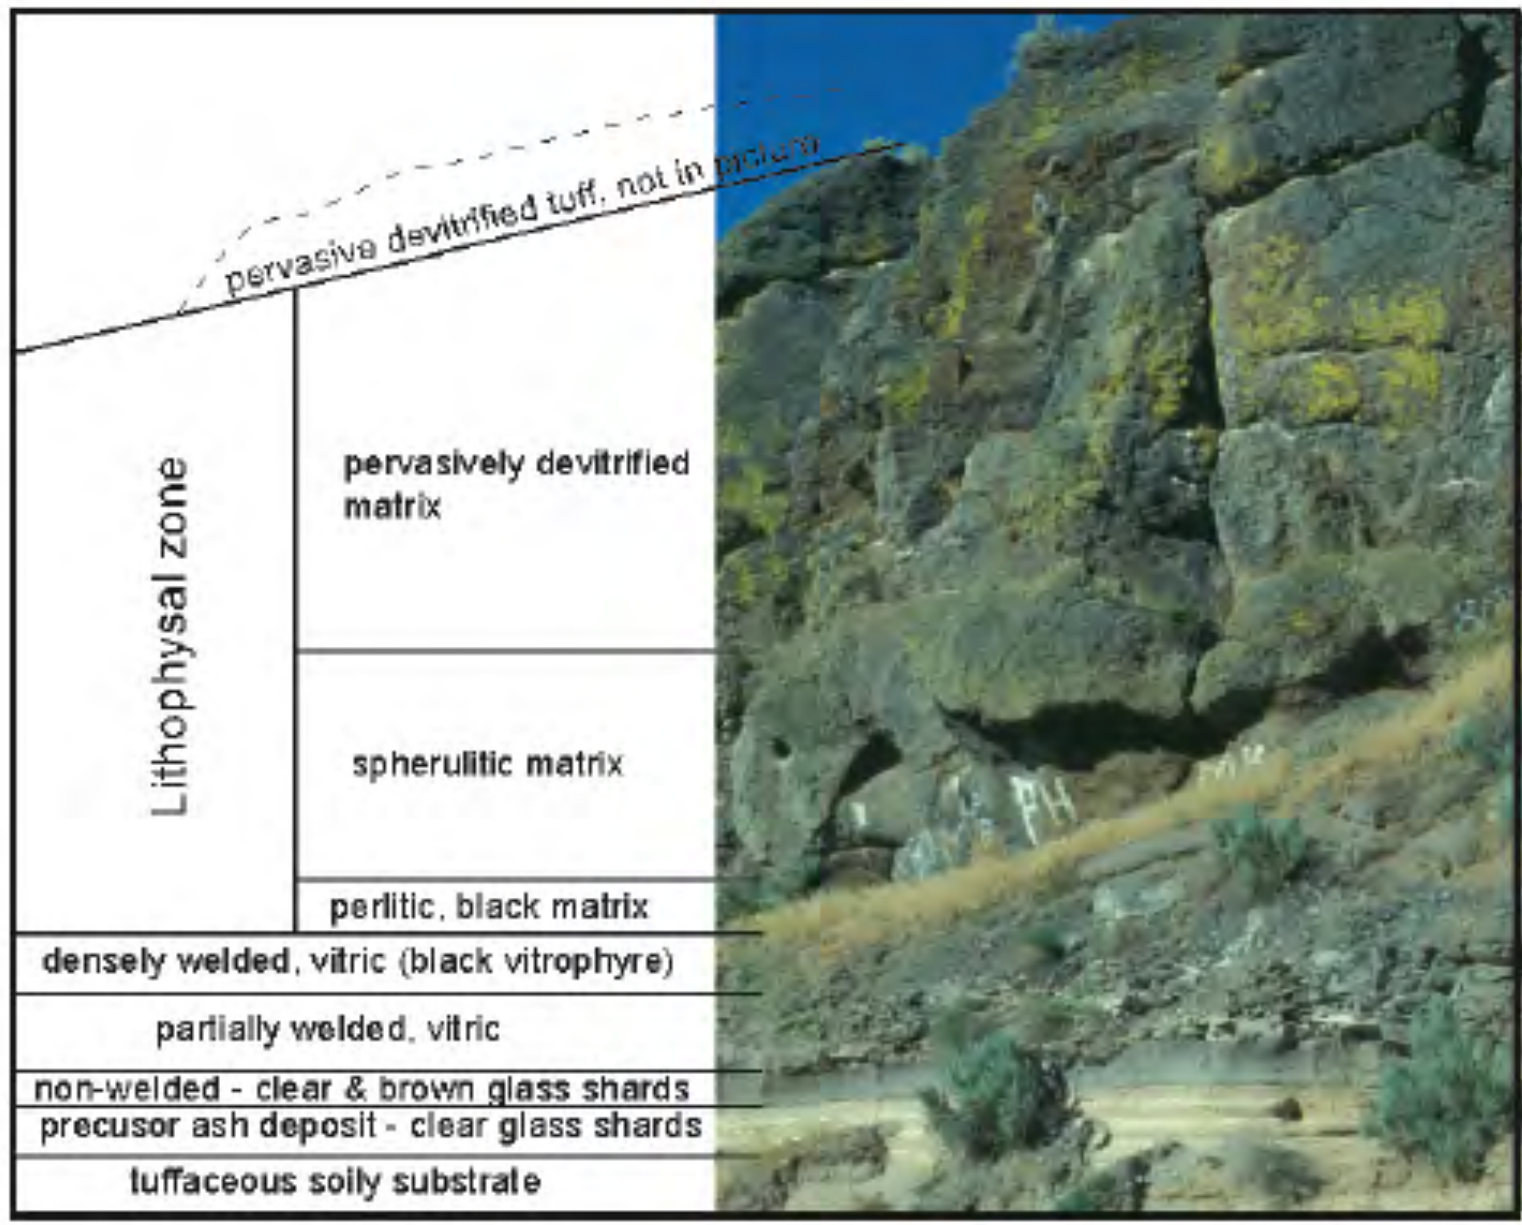 pervasive devitrified tuff, not in picture
Lithophysal zone
pervasively devitrified
matrix
spherulitic matrix
perlitic, black matrix
densely welded, vitric (black vitrophyre)
partially welded, vitric
non-welded - clear & brown glass shards
precusor ash deposit - clear glass shards
tuffaceous soily substrate
PH